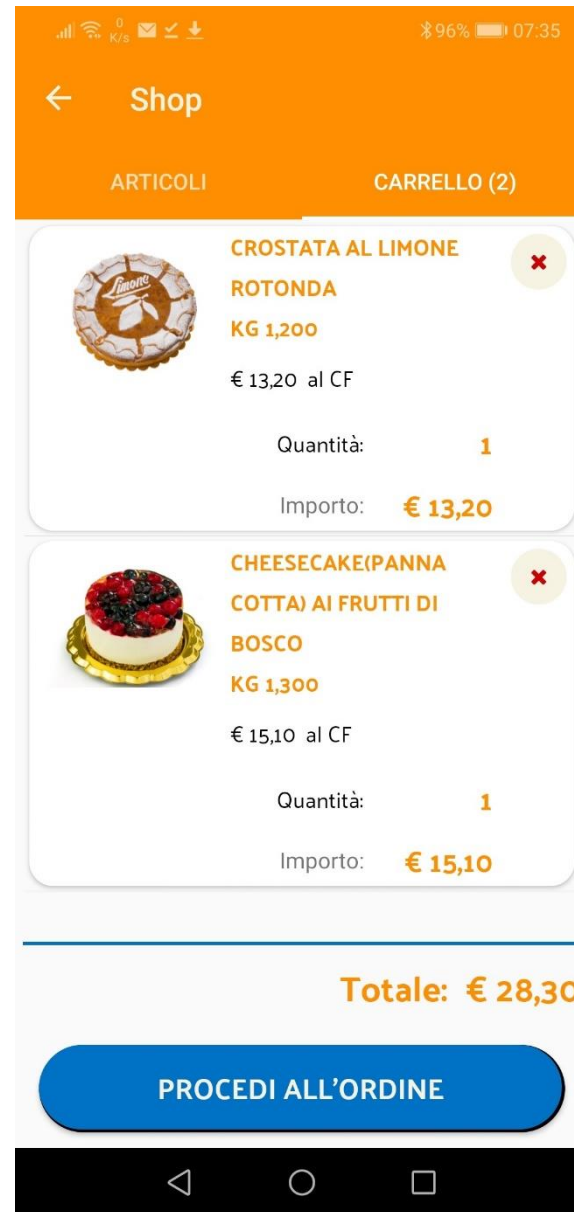 0
K/s
96% 07:35
Shop
ARTICOLI
CARRELLO (2)
Limone
CROSTATA AL LIMONE
ROTONDA
KG 1,200
€ 13,20 al CF
Quantità: 1
Importo: € 13,20
CHEESECAKE(PANNA
COTTA) AI FRUTTI DI
BOSCO
KG 1,300
€ 15,10 al CF
Quantità: 1
Importo: € 15,10
Totale: € 28,30
PROCEDI ALL'ORDINE